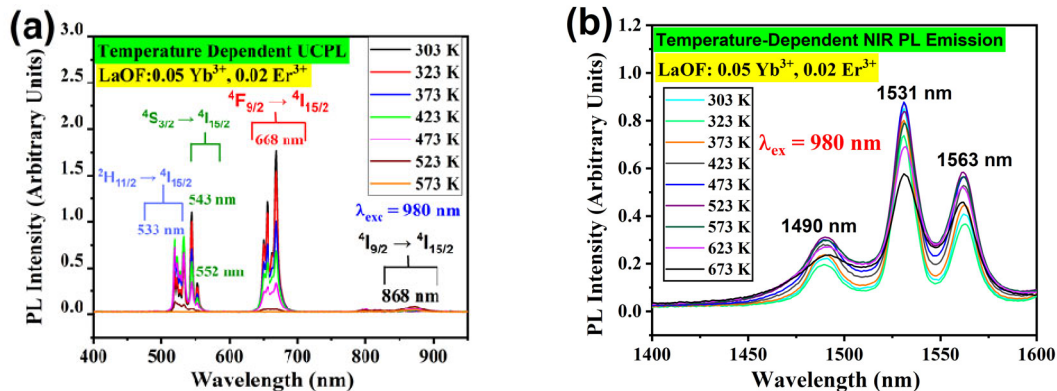 (a)
Temperature Dependent UCPL
LaOF:0.05 Yb³⁺, 0.02 Er³⁺
303 K
323 K
373 K
423 K
473 K
523 K
573 K
⁴F₉/₂ → ⁴I₁₅/₂
668 nm
⁴S₃/₂ → ⁴I₁₅/₂
543 nm
552 nm
²H₁₁/₂ → ⁴I₁₅/₂
533 nm
λexc = 980 nm
⁴I₉/₂ → ⁴I₁₅/₂
868 nm
PL Intensity (Arbitrary Units)
3.0
2.5
2.0
1.5
1.0
0.5
0.0
400 500 600 700 800 900
Wavelength (nm)
(b)
Temperature-Dependent NIR PL Emission
LaOF: 0.05 Yb³⁺, 0.02 Er³⁺
303 K
323 K
373 K
423 K
473 K
523 K
573 K
623 K
673 K
λex = 980 nm
1531 nm
1563 nm
1490 nm
PL Intensity (Arbitrary Units)
1.2
1.0
0.8
0.6
0.4
0.2
0.0
1400 1450 1500 1550 1600
Wavelength (nm)